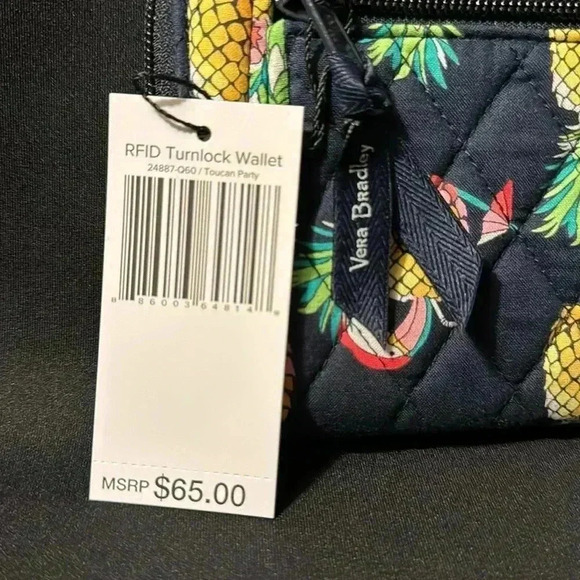 RFID Turnlock Wallet
24887-Q60 / Toucan Party
8 86003 64814 8
MSRP $65.00
Vera Bradley